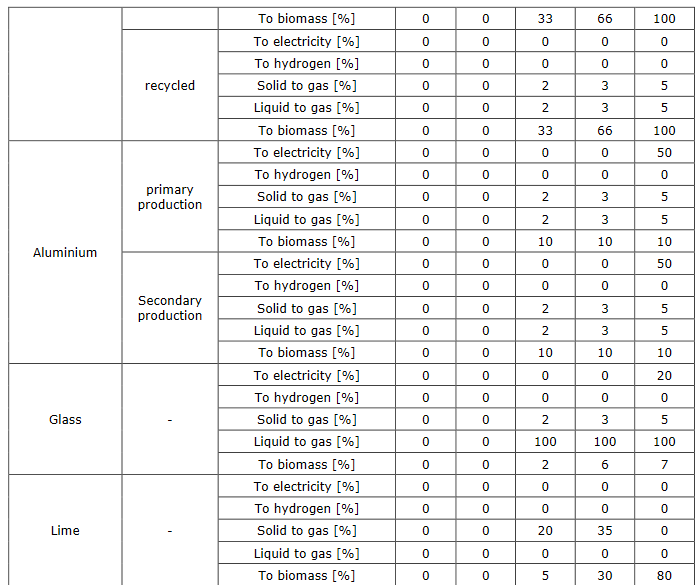 To biomass [%] 0 0 33 66 100
To electricity [%] 0 0 0 0 0
To hydrogen [%] 0 0 0 0 0
recycled Solid to gas [%] 0 0 2 3 5
Liquid to gas [%] 0 0 2 3 5
To biomass [%] 0 0 33 66 100
To electricity [%] 0 0 0 0 50
To hydrogen [%] 0 0 0 0 0
primary production Solid to gas [%] 0 0 2 3 5
Liquid to gas [%] 0 0 2 3 5
To biomass [%] 0 0 10 10 10
Aluminium
To electricity [%] 0 0 0 0 50
To hydrogen [%] 0 0 0 0 0
Secondary production Solid to gas [%] 0 0 2 3 5
Liquid to gas [%] 0 0 2 3 5
To biomass [%] 0 0 10 10 10
To electricity [%] 0 0 0 0 20
To hydrogen [%] 0 0 0 0 0
Glass - Solid to gas [%] 0 0 2 3 5
Liquid to gas [%] 0 0 100 100 100
To biomass [%] 0 0 2 6 7
To electricity [%] 0 0 0 0 0
To hydrogen [%] 0 0 0 0 0
Lime - Solid to gas [%] 0 0 20 35 0
Liquid to gas [%] 0 0 0 0 0
To biomass [%] 0 0 5 30 80